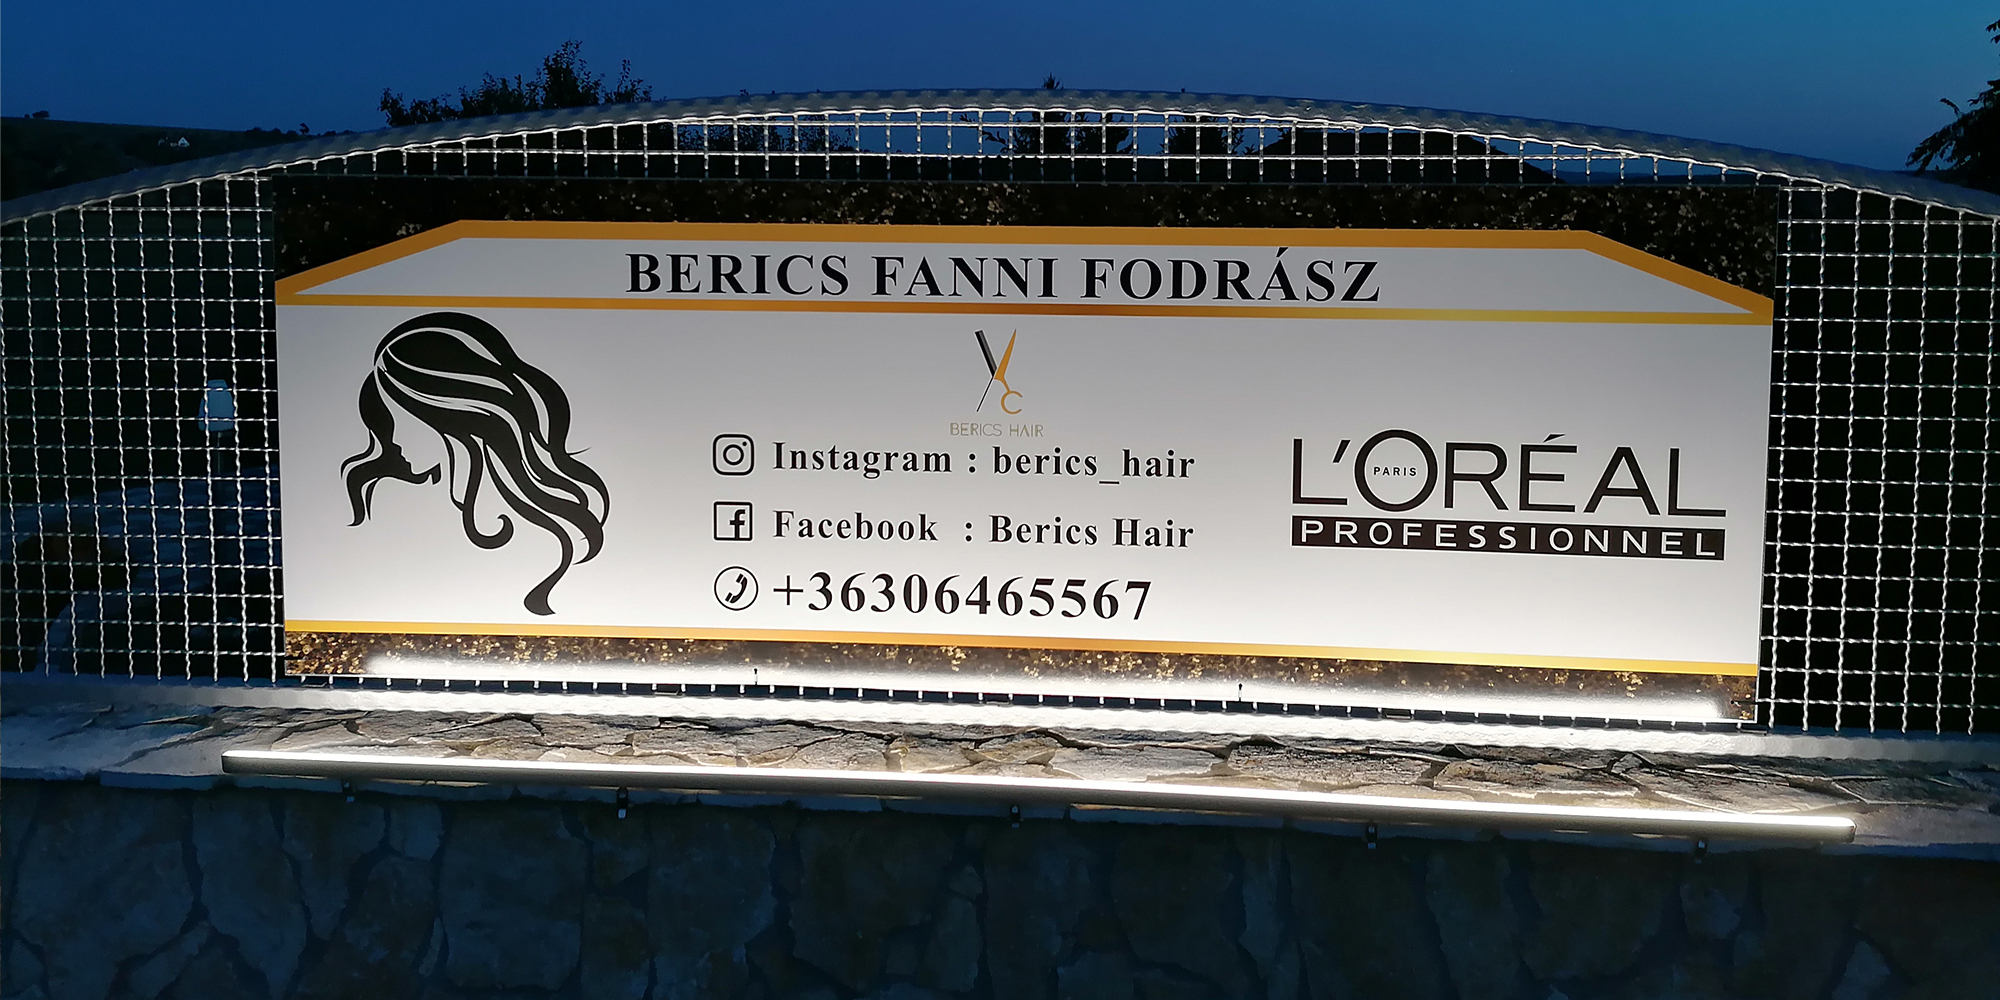 BERICS FANNI FODRÁSZ
BERICS HAIR
Instagram : berics_hair
Facebook : Berics Hair
+36306465567
L'ORÉAL
PARIS
PROFESSIONNEL